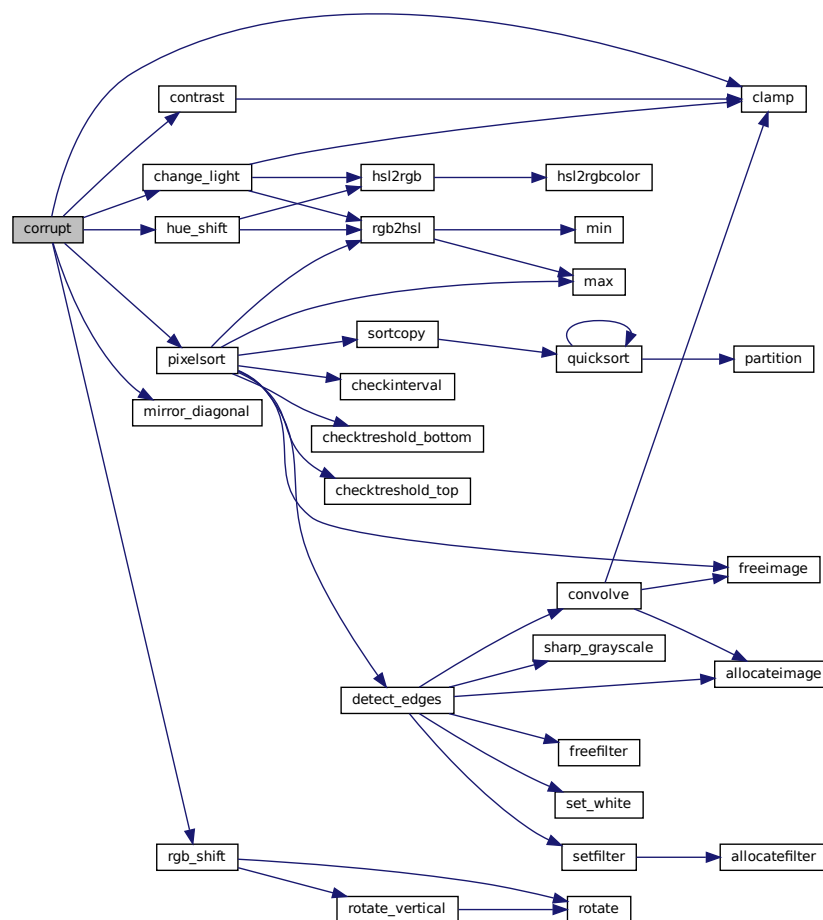 clamp
contrast
change_light
hsl2rgb
hsl2rgbcolor
corrupt
hue_shift
rgb2hsl
min
max
sortcopy
pixelsort
quicksort
partition
checkinterval
mirror_diagonal
checktreshold_bottom
checktreshold_top
freeimage
convolve
sharp_grayscale
allocateimage
detect_edges
freefilter
set_white
rgb_shift
setfilter
allocatefilter
rotate_vertical
rotate